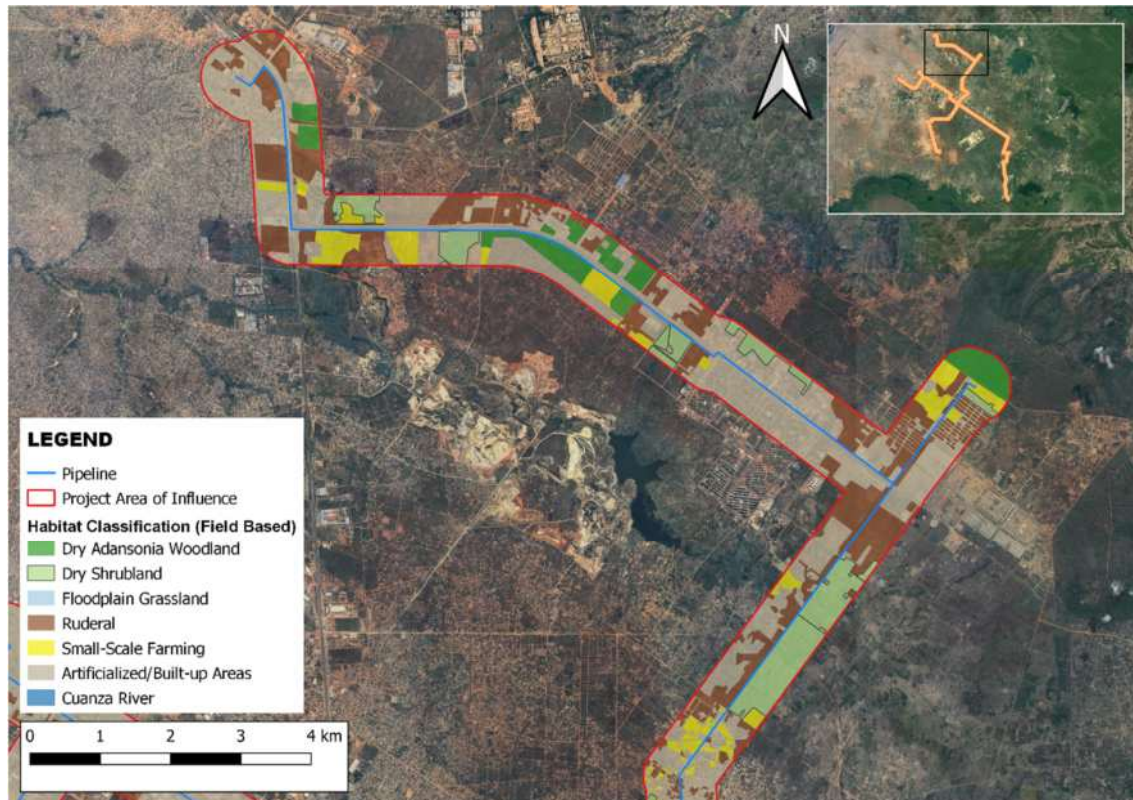 N
LEGEND
Pipeline
Project Area of Influence
Habitat Classification (Field Based)
Dry Adansonia Woodland
Dry Shrubland
Floodplain Grassland
Ruderal
Small-Scale Farming
Artificialized/Built-up Areas
Cuanza River
0 1 2 3 4 km